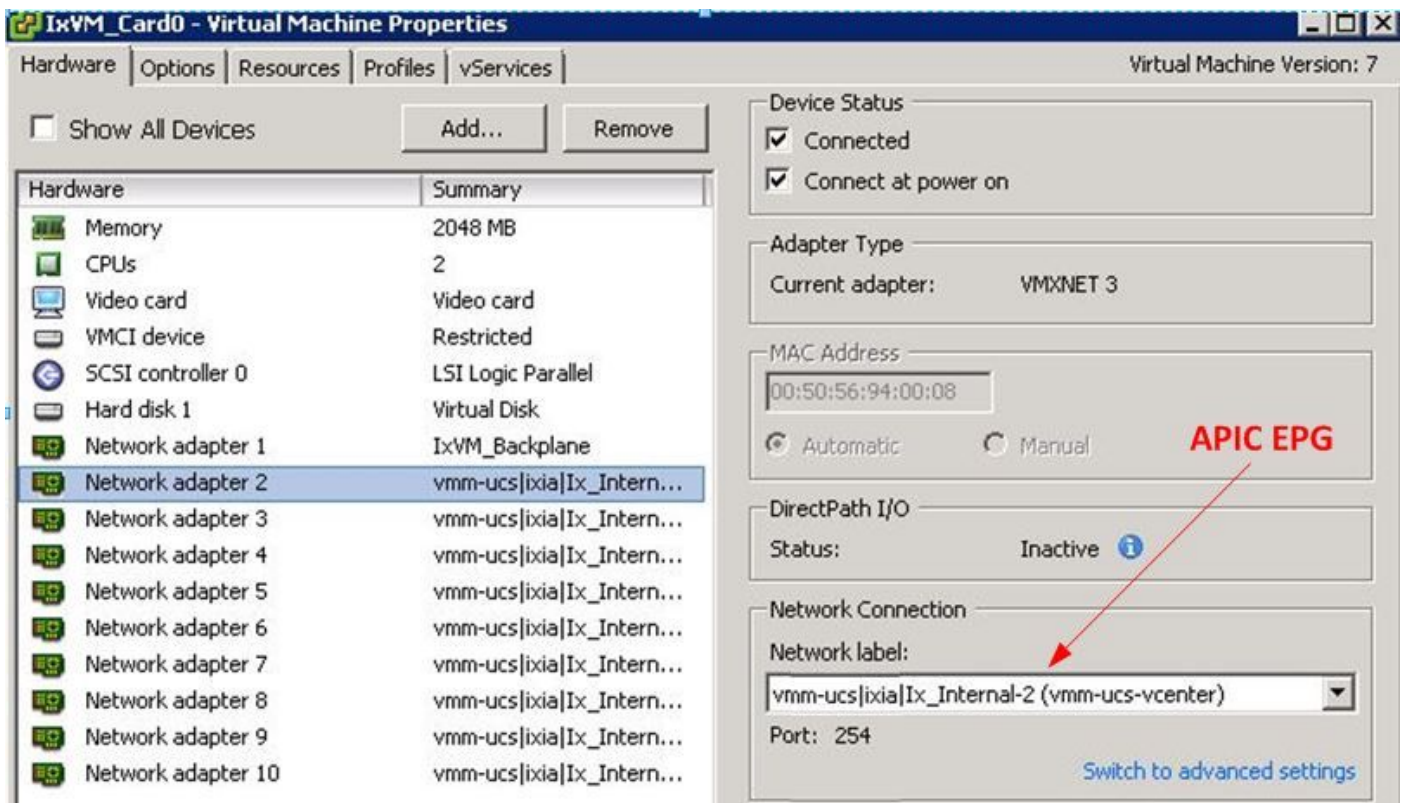 IxVM_Card0 - Virtual Machine Properties
Hardware Options Resources Profiles vServices
Virtual Machine Version: 7
Show All Devices Add... Remove
Hardware Summary
Memory 2048 MB
CPUs 2
Video card Video card
VMCI device Restricted
SCSI controller 0 LSI Logic Parallel
Hard disk 1 Virtual Disk
Network adapter 1 IxVM_Backplane
Network adapter 2 vmm-ucs|ixia|Ix_Intern...
Network adapter 3 vmm-ucs|ixia|Ix_Intern...
Network adapter 4 vmm-ucs|ixia|Ix_Intern...
Network adapter 5 vmm-ucs|ixia|Ix_Intern...
Network adapter 6 vmm-ucs|ixia|Ix_Intern...
Network adapter 7 vmm-ucs|ixia|Ix_Intern...
Network adapter 8 vmm-ucs|ixia|Ix_Intern...
Network adapter 9 vmm-ucs|ixia|Ix_Intern...
Network adapter 10 vmm-ucs|ixia|Ix_Intern...
Device Status
Connected
Connect at power on
Adapter Type
Current adapter: VMXNET 3
MAC Address
00:50:56:94:00:08
Automatic Manual
APIC EPG
DirectPath I/O
Status: Inactive
Network Connection
Network label:
vmm-ucs|ixia|Ix_Internal-2 (vmm-ucs-vcenter)
Port: 254
Switch to advanced settings